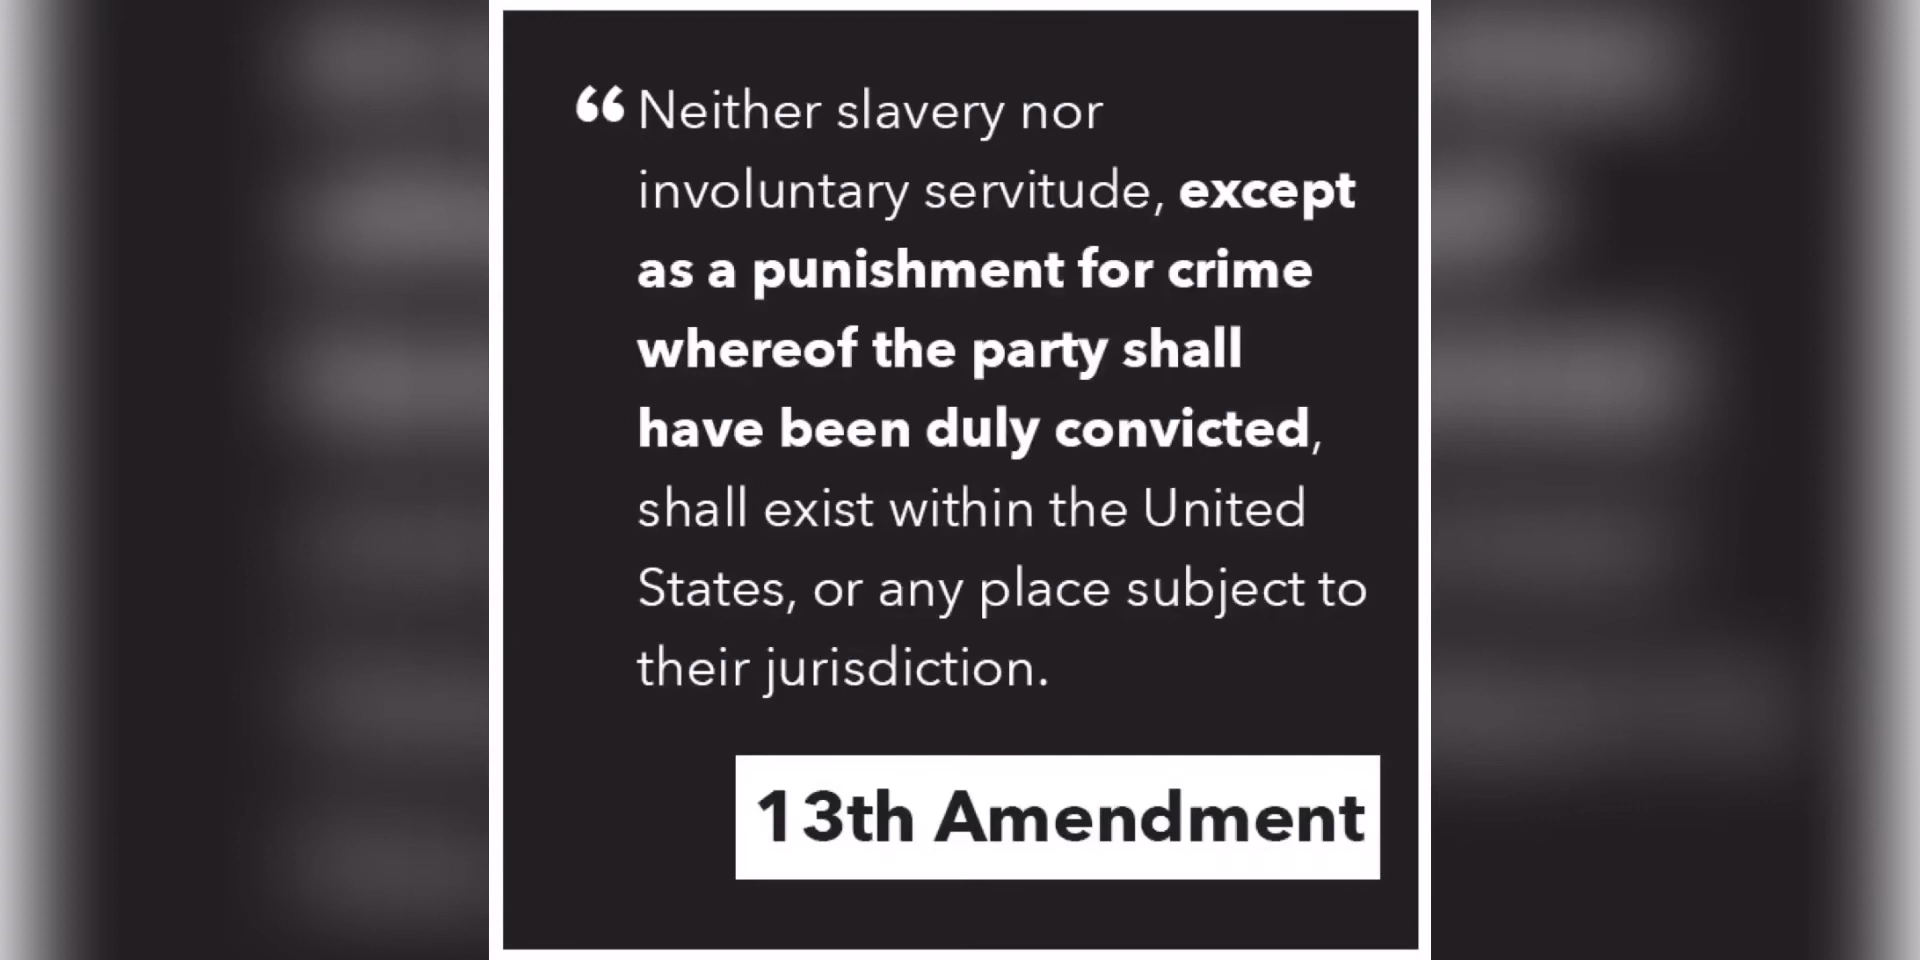 “Neither slavery nor
involuntary servitude, except
as a punishment for crime
whereof the party shall
have been duly convicted,
shall exist within the United
States, or any place subject to
their jurisdiction.
13th Amendment